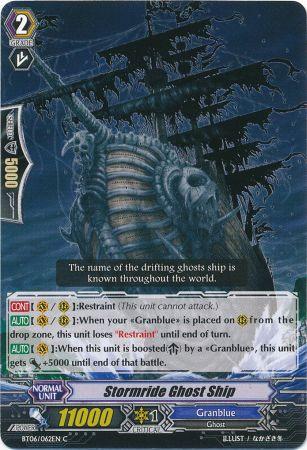 2
GRADE
SHIELD
5000
The name of the drifting ghosts ship is
known throughout the world.
CONT [ / ]:Restraint (This unit cannot attack.)
AUTO [ / ]:When your «Granblue» is placed on from the
drop zone, this unit loses "Restraint" until end of turn.
AUTO [ ]:When this unit is boosted by a «Granblue», this unit
gets +5000 until end of that battle.
NORMAL
UNIT
Stormride Ghost Ship
POWER
11000
1
CRITICAL
Granblue
Ghost
BT06/062EN C
ILLUST / なかざき冬